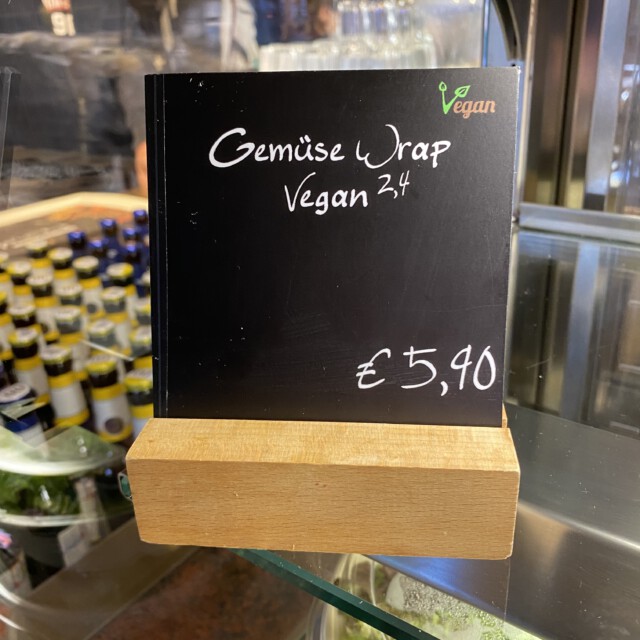 Vegan
Gemüse Wrap
Vegan 2,4
€ 5,90